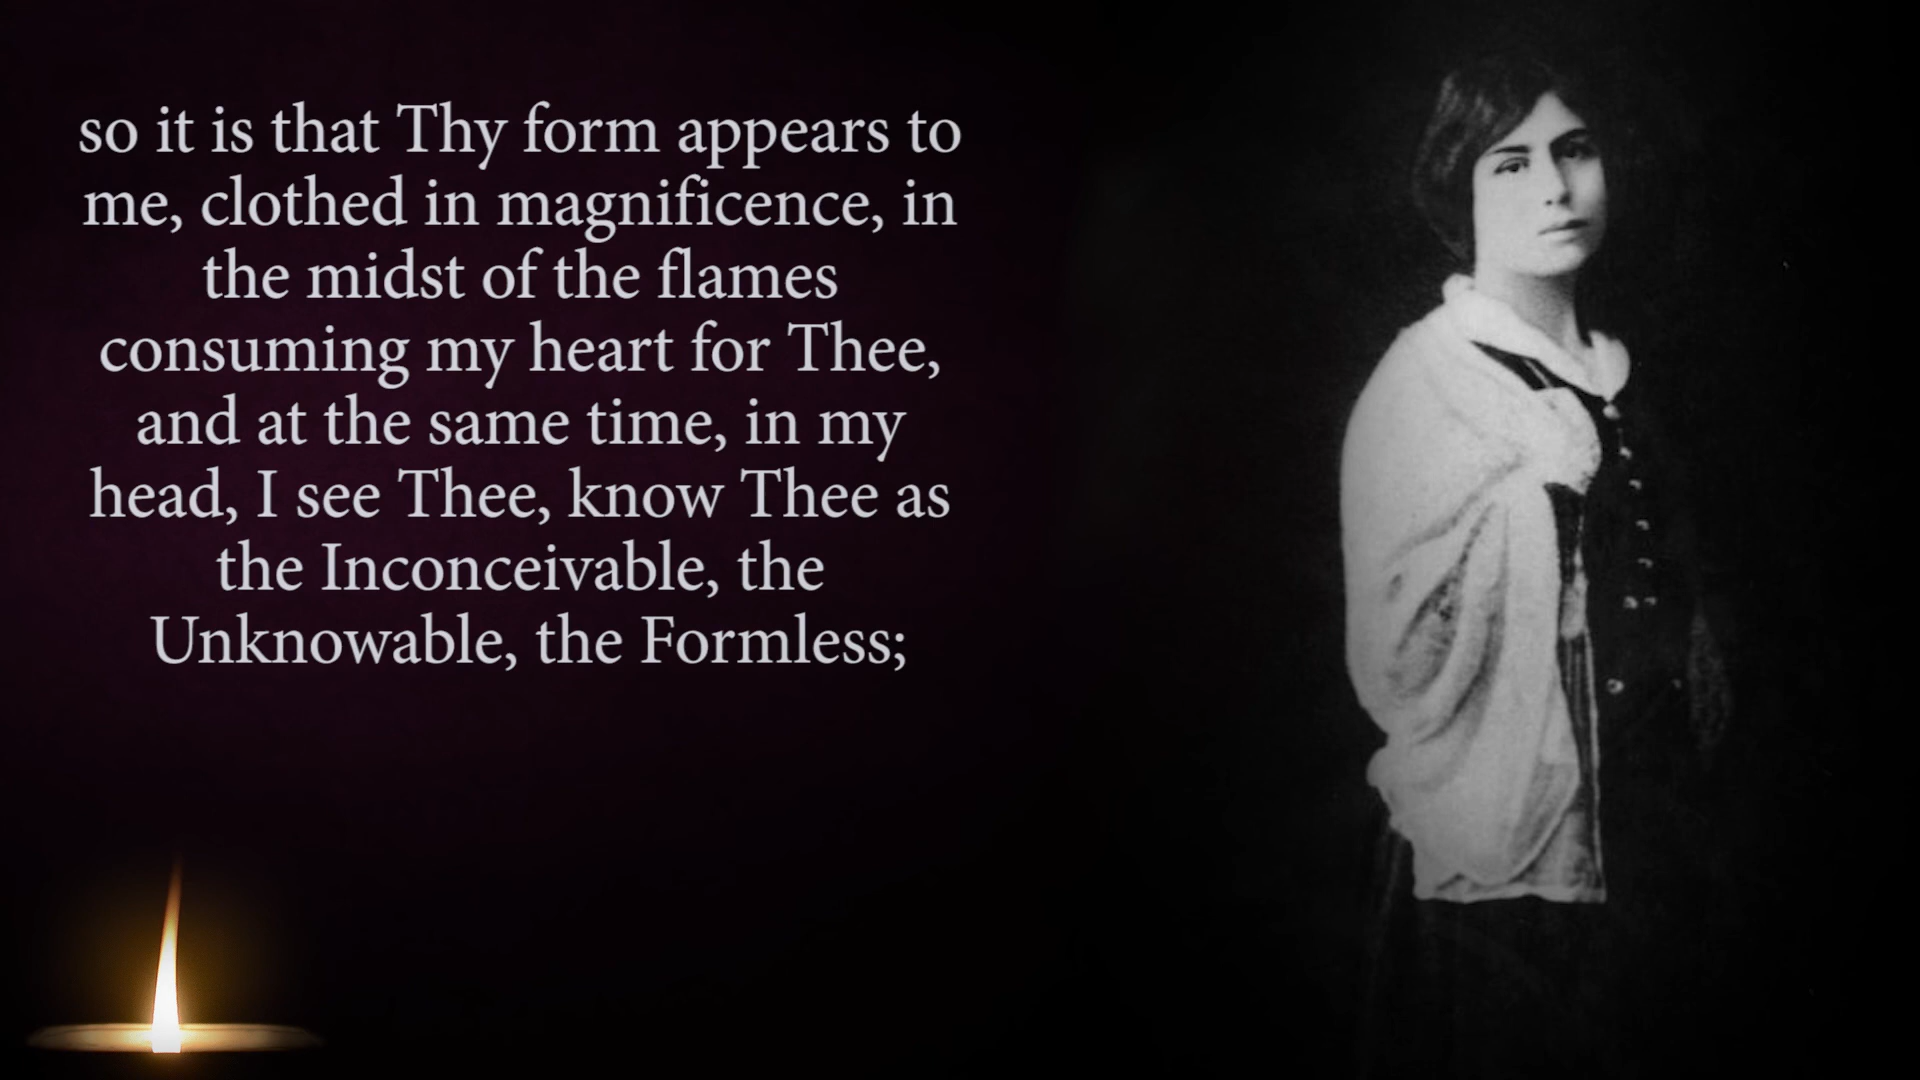 so it is that Thy form appears to
me, clothed in magnificence, in
the midst of the flames
consuming my heart for Thee,
and at the same time, in my
head, I see Thee, know Thee as
the Inconceivable, the
Unknowable, the Formless;